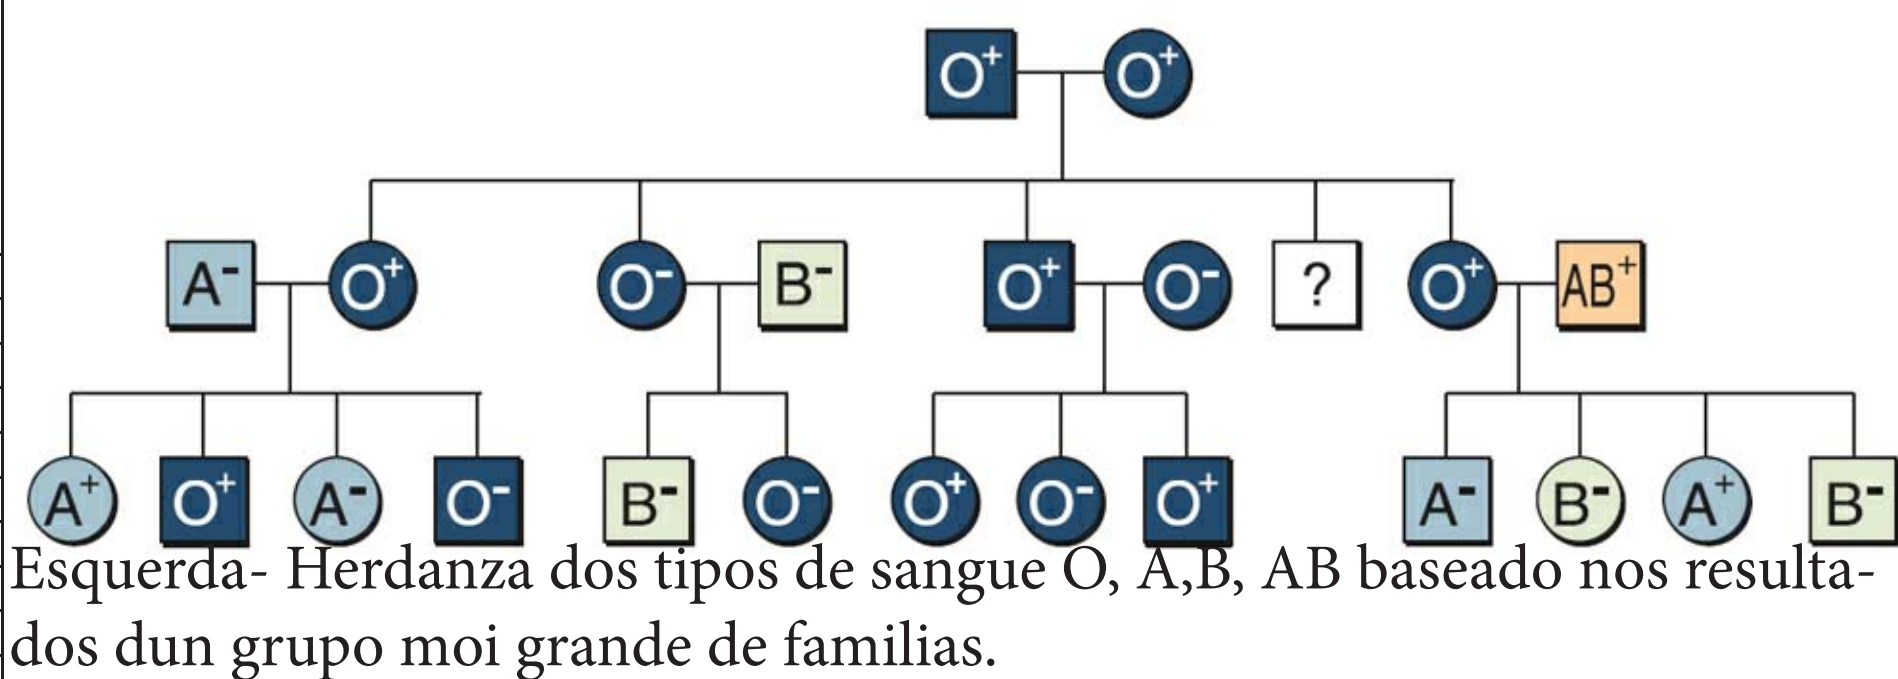 O+ O+
A- O+ O- B- O+ O- ? O+ AB+
A+ O+ A- O- B- O- O+ O- O+ A- B- A+ B-
Esquerda- Herdanza dos tipos de sangue O, A,B, AB baseado nos resulta-
dos dun grupo moi grande de familias.